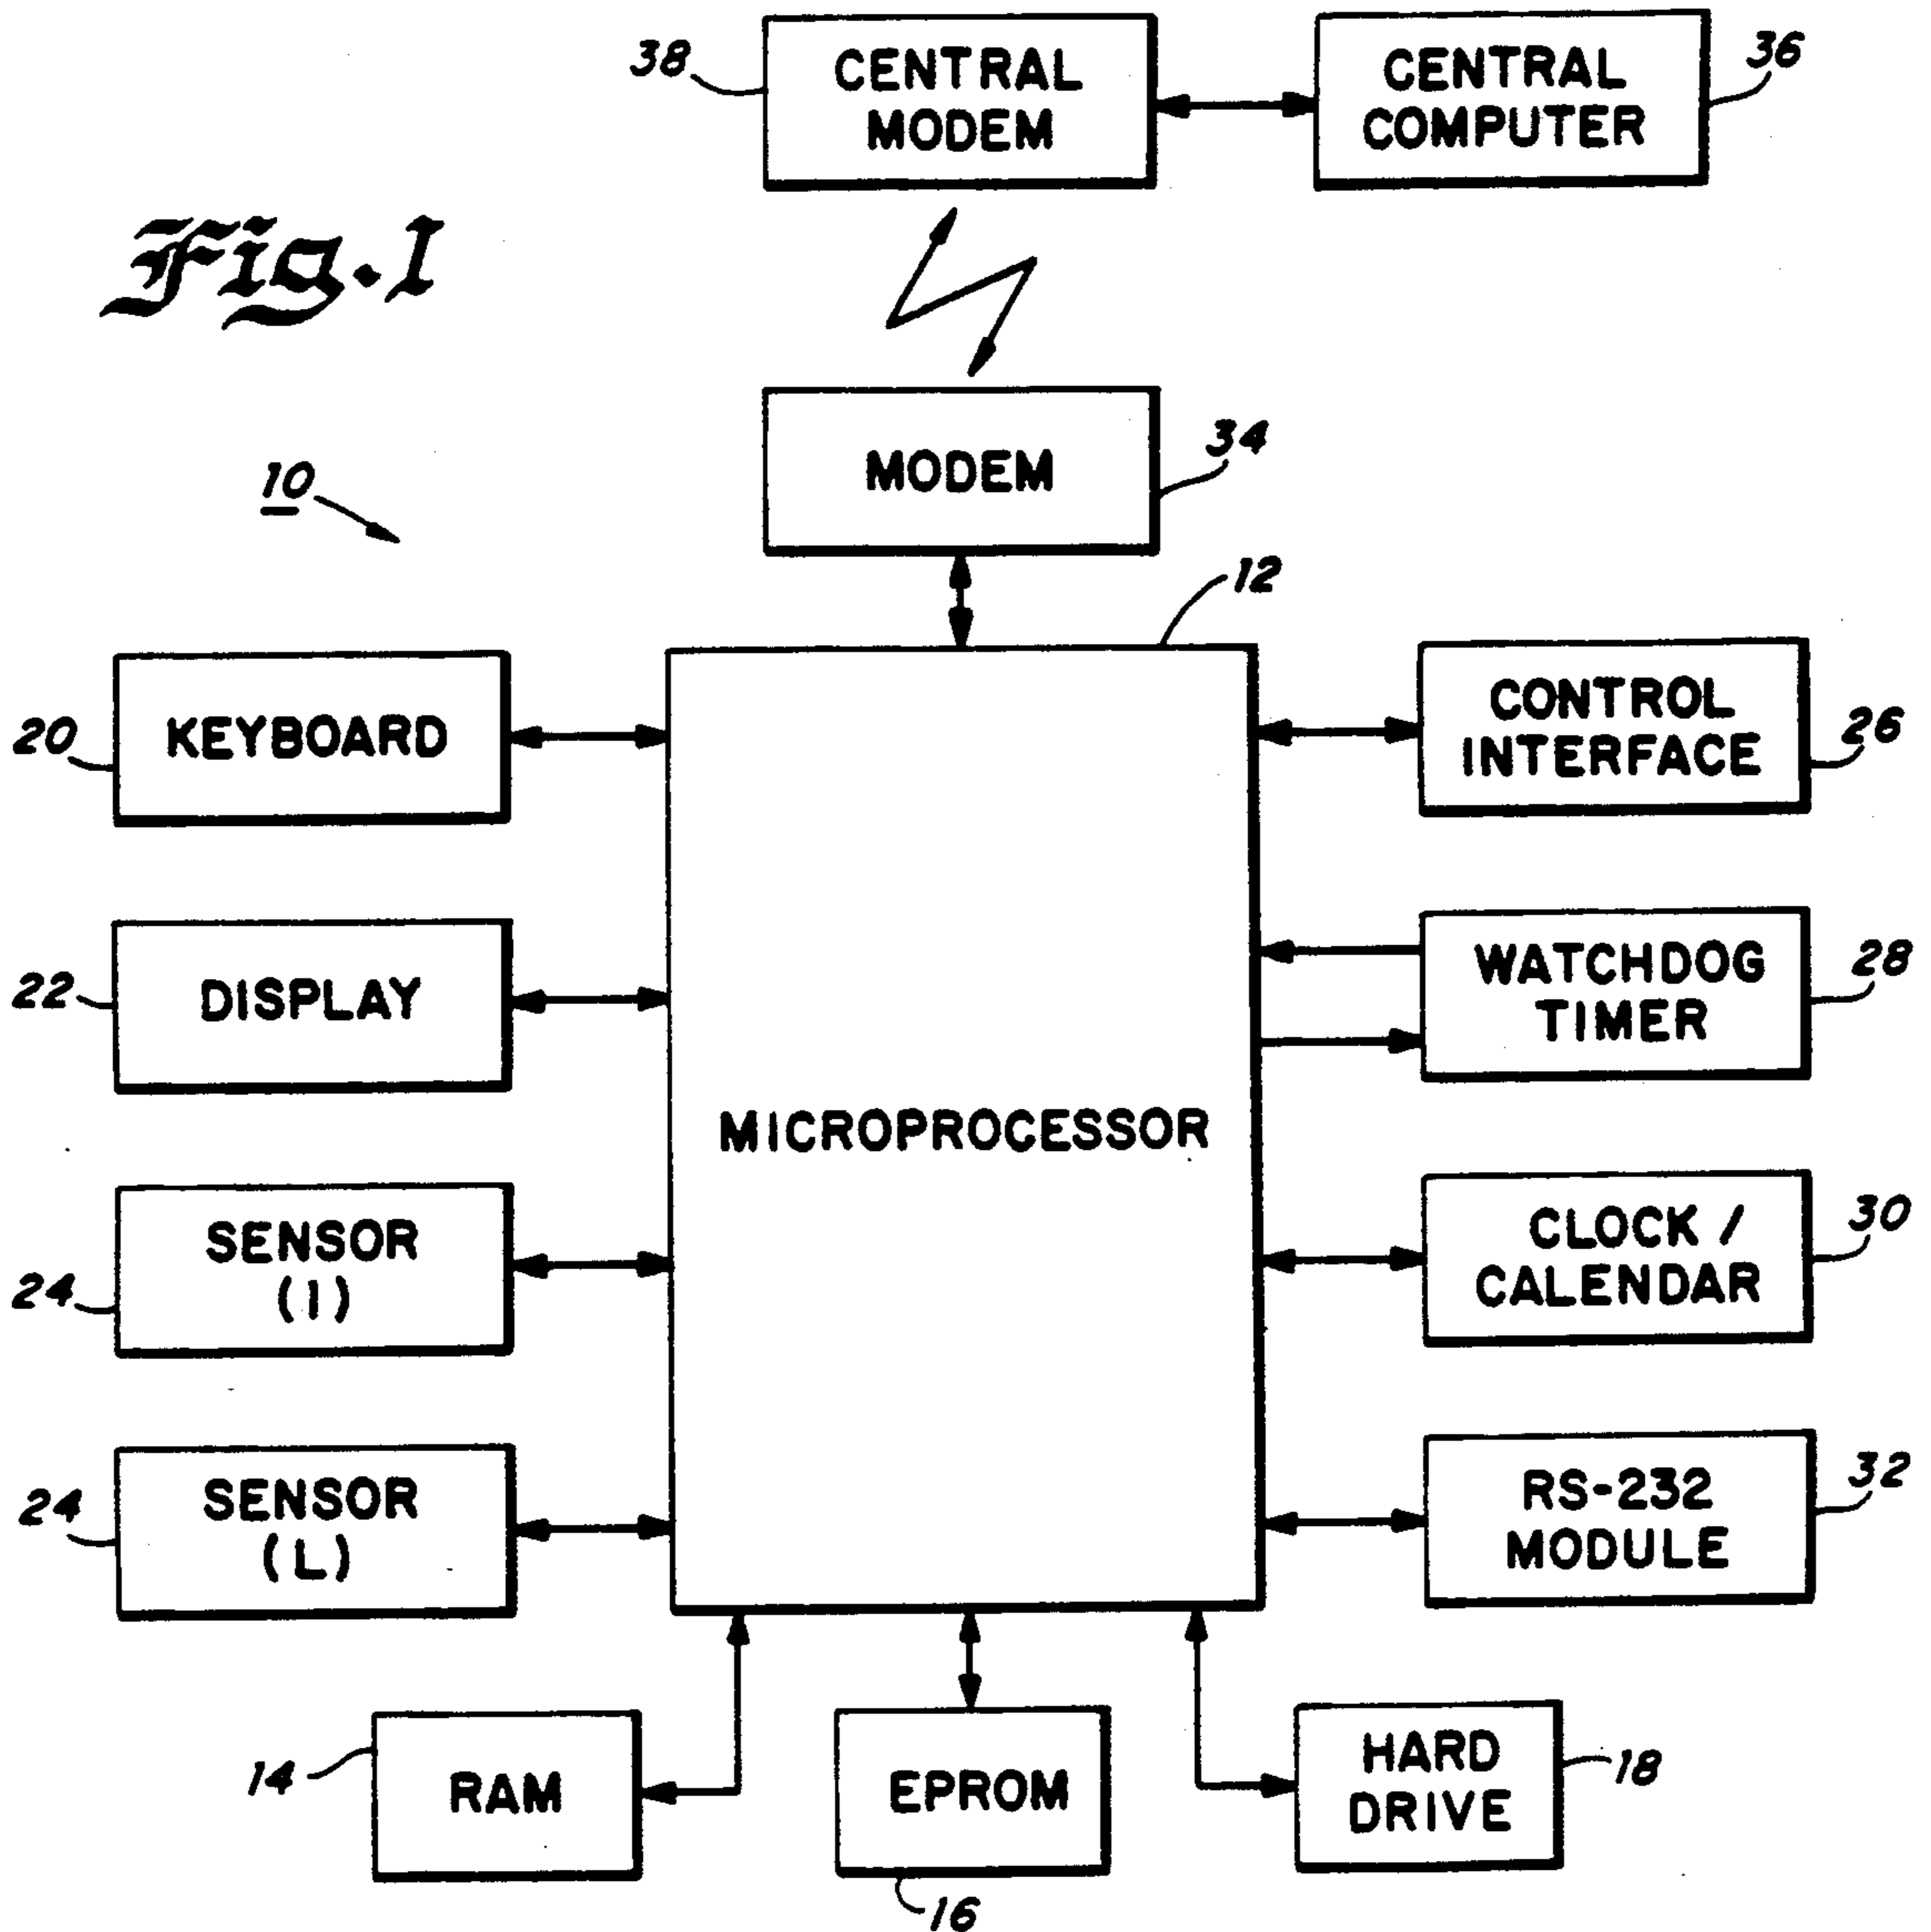 38
CENTRAL
MODEM
CENTRAL
COMPUTER
36
Fig. 1
MODEM
34
10
12
20
KEYBOARD
CONTROL
INTERFACE
26
22
DISPLAY
WATCHDOG
TIMER
28
MICROPROCESSOR
24
SENSOR
(1)
CLOCK /
CALENDAR
30
24
SENSOR
(L)
RS-232
MODULE
32
14
RAM
EPROM
16
HARD
DRIVE
18